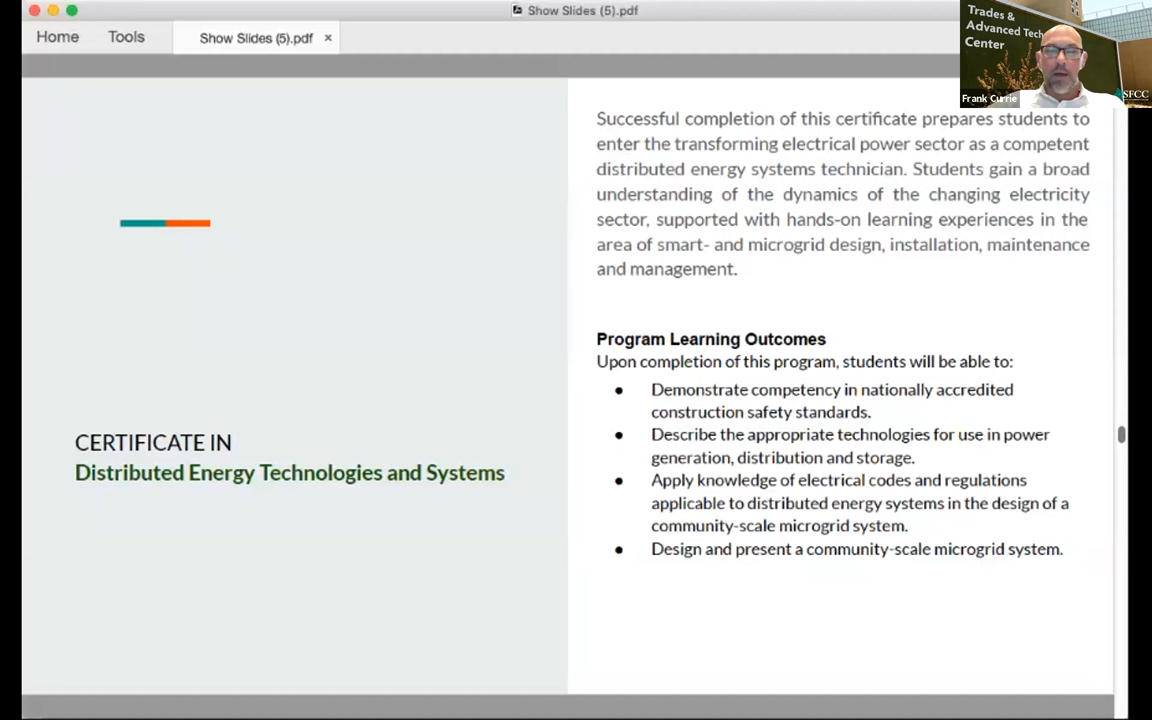 Show Slides (5).pdf
Home
Tools
Show Slides (5).pdf ×
Trades &
Advanced Tech
Center
Frank Currie
SFCC
Successful completion of this certificate prepares students to
enter the transforming electrical power sector as a competent
distributed energy systems technician. Students gain a broad
understanding of the dynamics of the changing electricity
sector, supported with hands-on learning experiences in the
area of smart- and microgrid design, installation, maintenance
and management.
CERTIFICATE IN
Distributed Energy Technologies and Systems
Program Learning Outcomes
Upon completion of this program, students will be able to:
● Demonstrate competency in nationally accredited
construction safety standards.
● Describe the appropriate technologies for use in power
generation, distribution and storage.
● Apply knowledge of electrical codes and regulations
applicable to distributed energy systems in the design of a
community-scale microgrid system.
● Design and present a community-scale microgrid system.